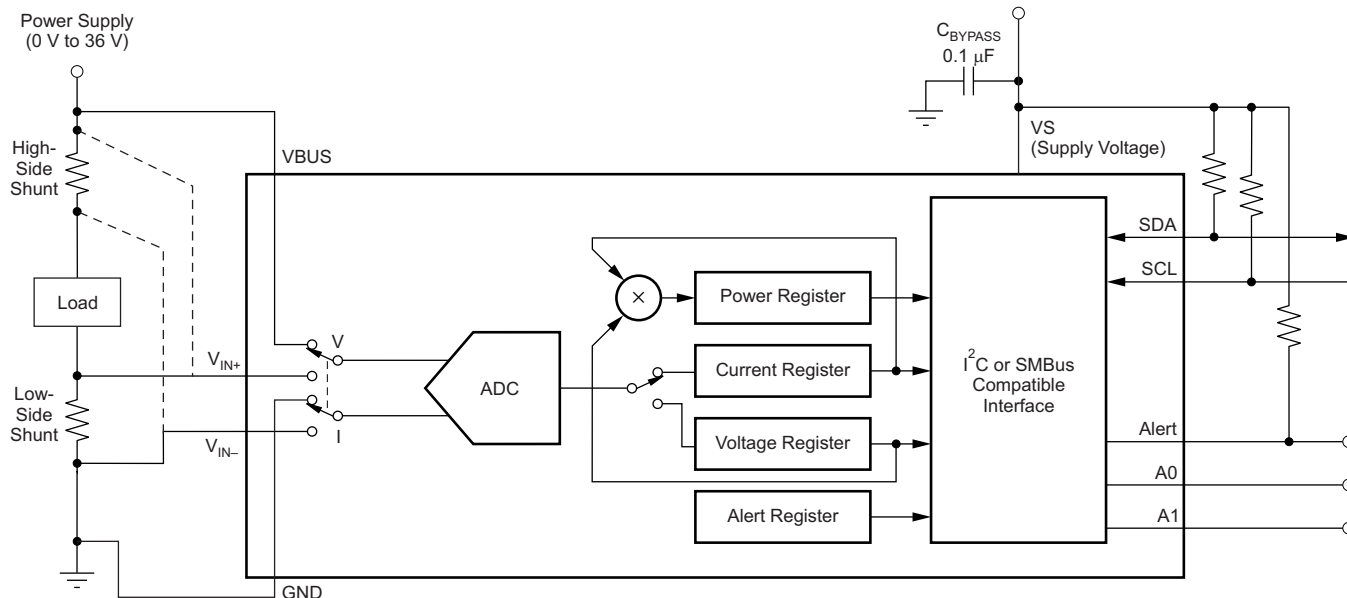 Power Supply
(0 V to 36 V)
C_BYPASS
0.1 μF
VS
(Supply Voltage)
High-
Side
Shunt
VBUS
SDA
SCL
Load
×
Power Register
V
V_IN+
ADC
Current Register
I²C or SMBus
Compatible
Interface
Low-
Side
Shunt
V_IN–
I
Voltage Register
Alert
A0
Alert Register
A1
GND